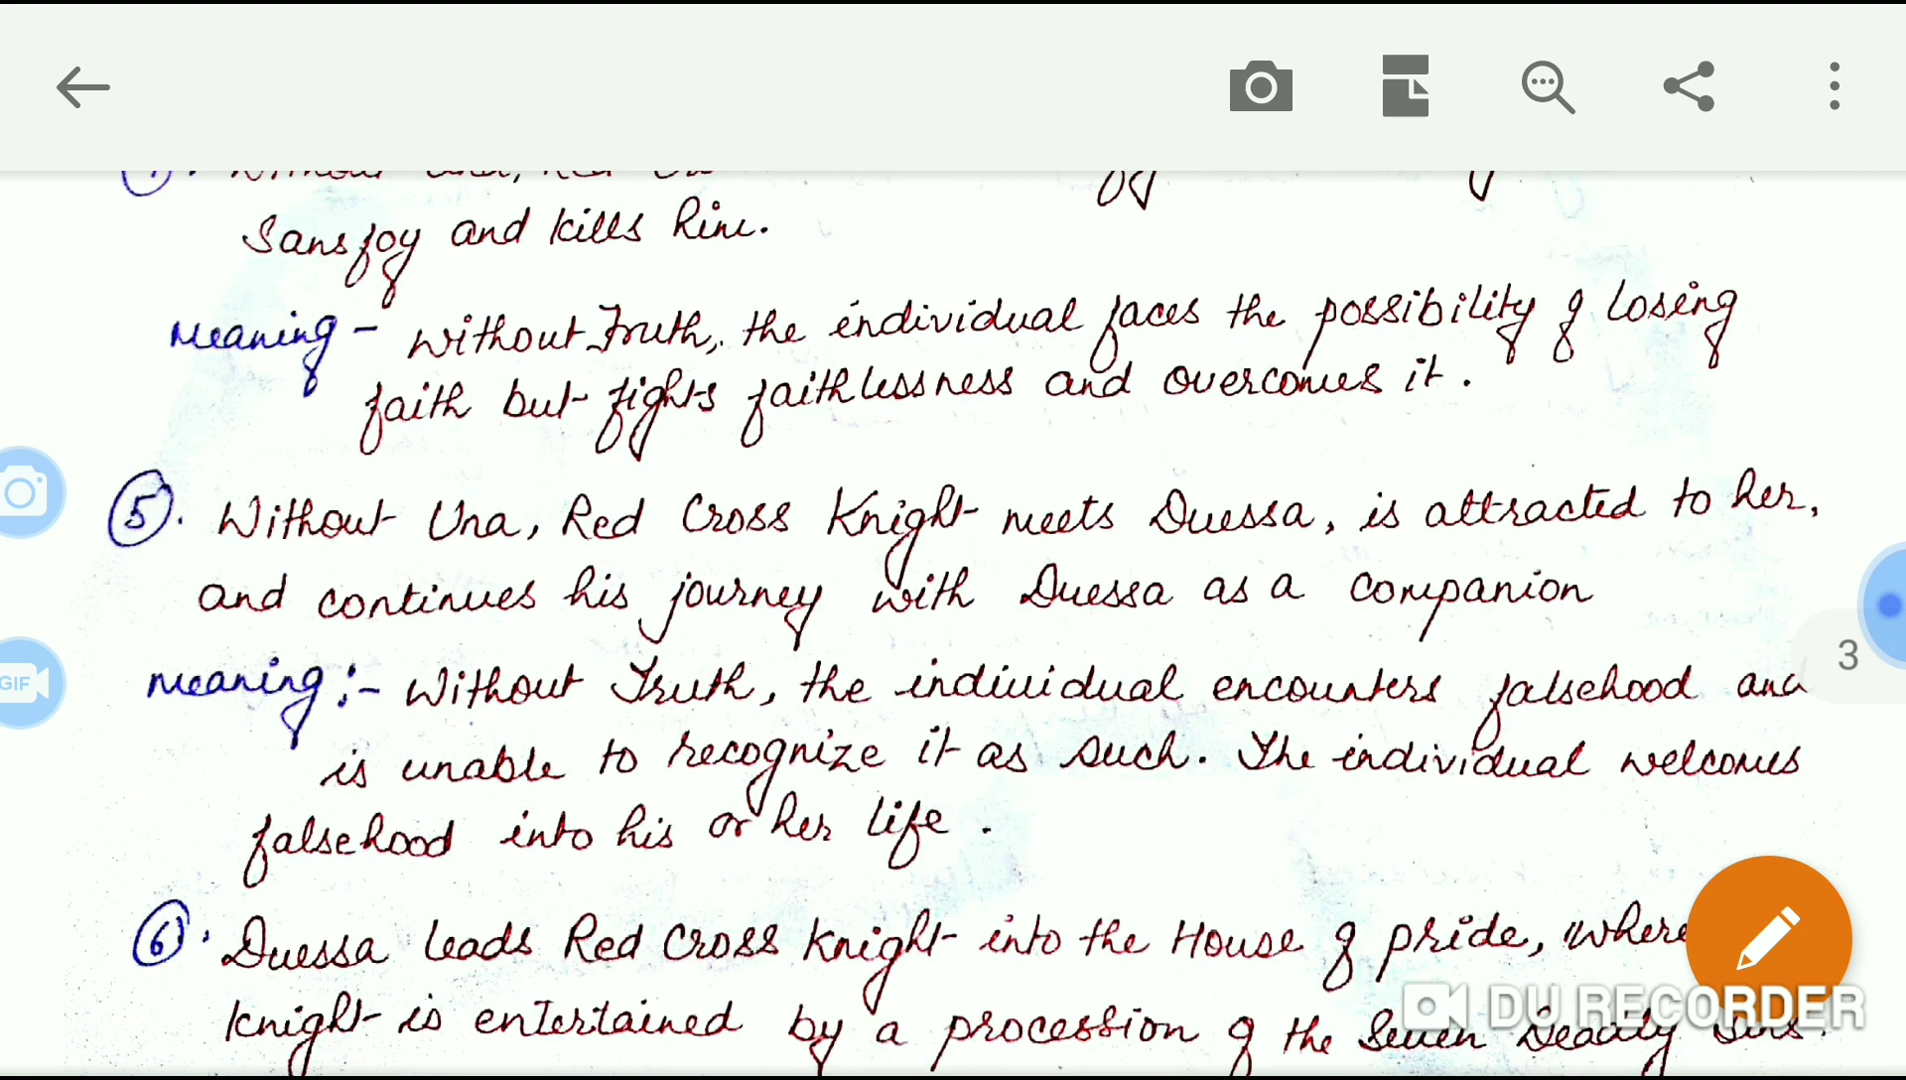 Sansfoy and kills him.
Meaning - Without Truth, the individual faces the possibility of losing
faith but fights faithlessness and overcomes it.
5. Without Una, Red Cross Knight meets Duessa, is attracted to her,
and continues his journey with Duessa as a companion
3
Meaning :- Without Truth, the individual encounters falsehood and
is unable to recognize it as such. The individual welcomes
falsehood into his or her life.
GIF
6. Duessa leads Red Cross Knight into the House of pride, where
Knight is entertained by a procession of the Seven Deadly Sins.
DU RECORDER